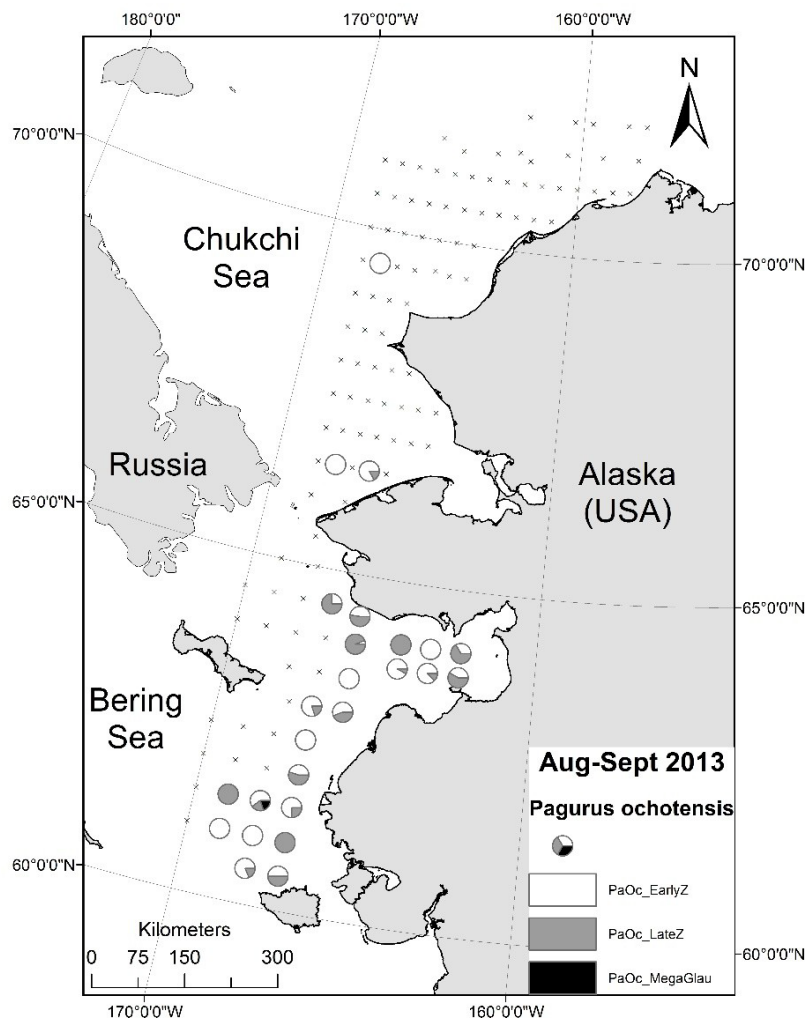 180°0'0" 170°0'0"W 160°0'0"W
N
70°0'0"N
Chukchi
Sea
70°0'0"N
Russia
Alaska
(USA)
65°0'0"N
65°0'0"N
Bering
Sea
Aug-Sept 2013
Pagurus ochotensis
60°0'0"N
PaOc_EarlyZ
Kilometers
PaOc_LateZ
0 75 150 300
60°0'0"N
PaOc_MegaGlau
170°0'0"W 160°0'0"W